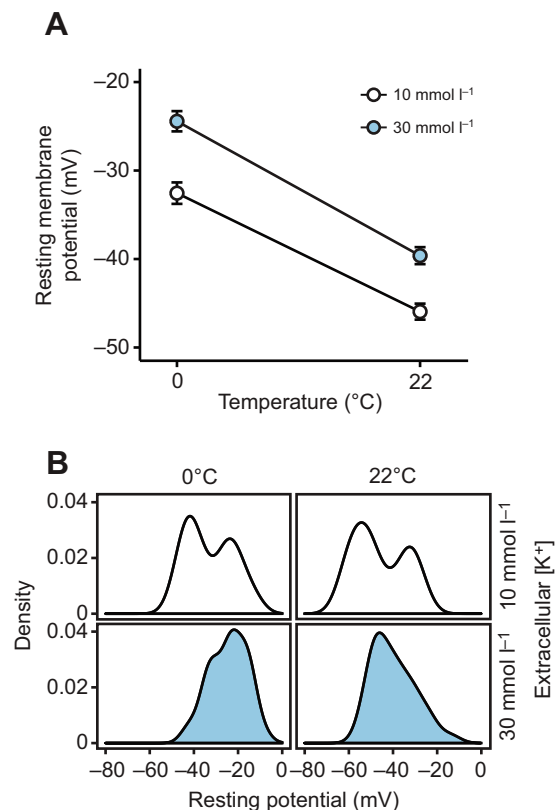 A
−20
−30
−40
−50
Resting membrane
potential (mV)
10 mmol l⁻¹
30 mmol l⁻¹
0
22
Temperature (°C)
B
0°C
22°C
0.04
0.02
0
0.04
0.02
0
Density
10 mmol l⁻¹
30 mmol l⁻¹
Extracellular [K⁺]
−80 −60 −40 −20 0 −80 −60 −40 −20 0
Resting potential (mV)